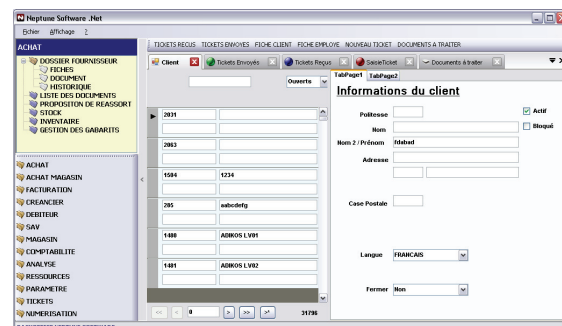 Neptune Software .Net
Eichier Affichage ?
ACHAT
DOSSIER FOURNISSEUR
FICHES
DOCUMENT
HISTORIQUE
LISTE DES DOCUMENTS
PROPOSITON DE REASSORT
STOCK
INVENTAIRE
GESTION DES GABARITS
ACHAT
ACHAT MAGASIN
FACTURATION
CREANCIER
DEBITEUR
SAV
MAGASIN
COMPTABILITE
ANALYSE
RESSOURCES
PARAMETRE
TICKETS
NUMERISATION
TICKETS RECUS TICKETS ENVOYES FICHE CLIENT FICHE EMPLOYE NOUVEAU TICKET DOCUMENTS A TRAITER
Client Tickets Envoyés Tickets Reçus SaisieTicket Documents à traiter
Ouverts
2031
2063
1504 1234
205 aabcdefg
1480 ADIKOS LV01
1481 ADIKOS LV02
<< < 0 > >> >* 31796
TabPage1 TabPage2
Informations du client
Politesse
Actif
Nom
Bloqué
Nom 2 / Prénom fdabad
Adresse
Case Postale
Langue FRANCAIS
Fermer Non